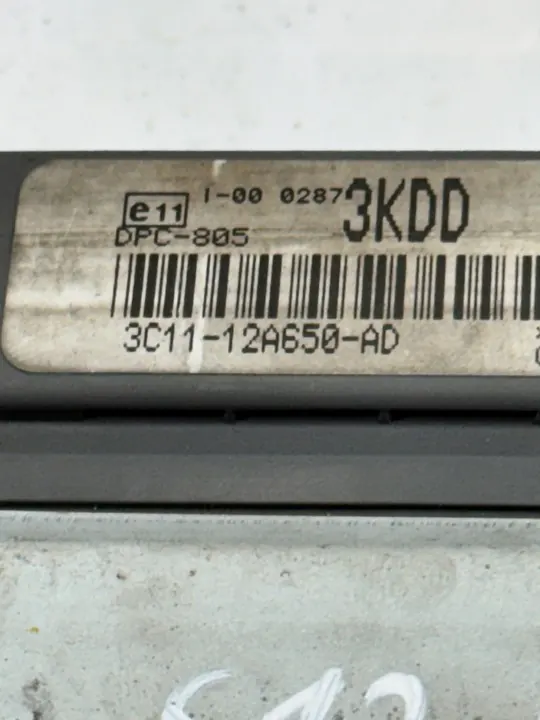 e11 I-00 0287 3KDD
DPC-805
3C11-12A650-AD